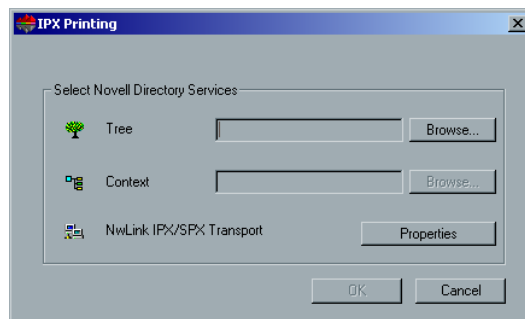 IPX Printing
Select Novell Directory Services
Tree
Browse...
Context
Browse...
NwLink IPX/SPX Transport
Properties
OK
Cancel